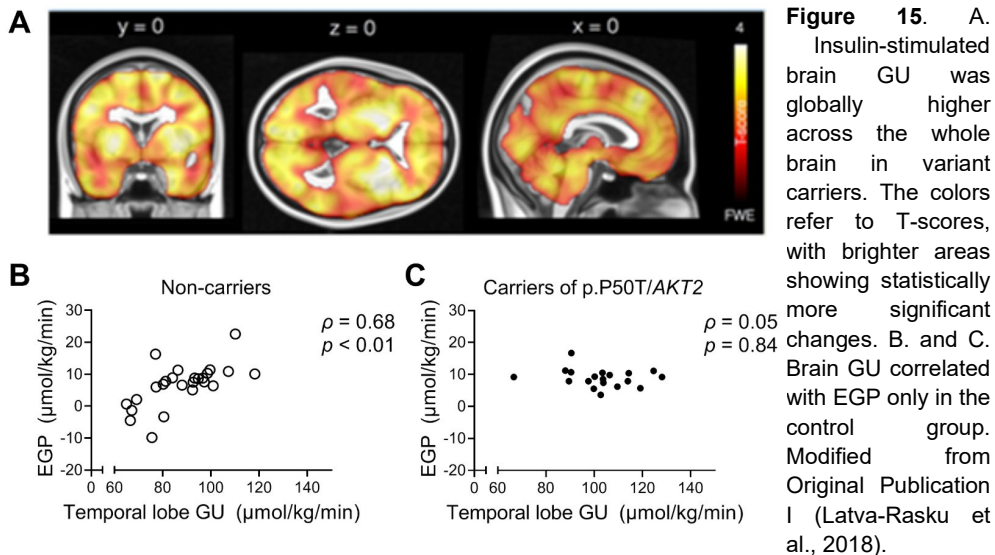 A
y = 0
z = 0
x = 0
4
T-score
FWE
B
Non-carriers
ρ = 0.68
p < 0.01
EGP (μmol/kg/min)
30
20
10
0
-10
-20
0 60 80 100 120 140
Temporal lobe GU (μmol/kg/min)
C
Carriers of p.P50T/AKT2
ρ = 0.05
p = 0.84
EGP (μmol/kg/min)
30
20
10
0
-10
-20
0 60 80 100 120 140
Temporal lobe GU (μmol/kg/min)
Figure 15. A.
Insulin-stimulated
brain GU was
globally higher
across the whole
brain in variant
carriers. The colors
refer to T-scores,
with brighter areas
showing statistically
more significant
changes. B. and C.
Brain GU correlated
with EGP only in the
control group.
Modified from
Original Publication
I (Latva-Rasku et
al., 2018).